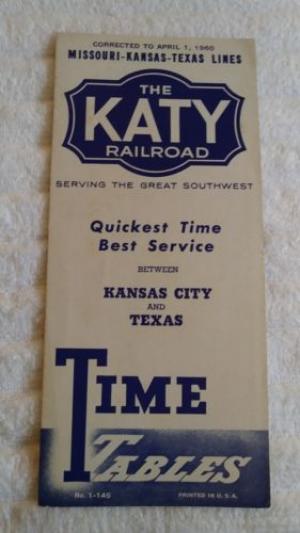 CORRECTED TO APRIL 1, 1960
MISSOURI-KANSAS-TEXAS LINES
THE
KATY
RAILROAD
SERVING THE GREAT SOUTHWEST
Quickest Time
Best Service
BETWEEN
KANSAS CITY
AND
TEXAS
TIME
TABLES
No. 1-145
PRINTED IN U. S. A.